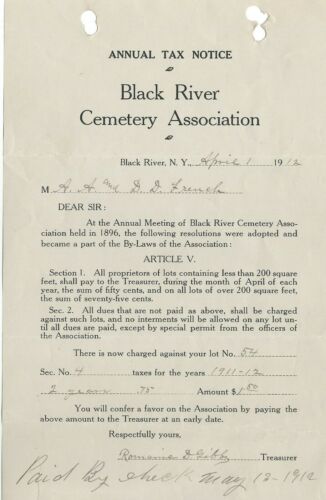 ANNUAL TAX NOTICE
Black River
Cemetery Association
Black River, N. Y., April 1 1912
M A. A and D. D. French
DEAR SIR:
At the Annual Meeting of Black River Cemetery Asso-
ciation held in 1896, the following resolutions were adopted and
became a part of the By-Laws of the Association:
ARTICLE V.
Section 1. All proprietors of lots containing less than 200 square
feet, shall pay to the Treasurer, during the month of April of each
year, the sum of fifty cents, and on all lots of over 200 square feet,
the sum of seventy-five cents.
Sec. 2. All dues that are not paid as above, shall be charged
against such lots, and no interments will be allowed on any lot un-
til all dues are paid, except by special permit from the officers of
the Association.
There is now charged against your lot No. 54
Sec. No. 4 taxes for the years 1911-12
2 years 75 Amount $1.50
You will confer a favor on the Association by paying the
above amount to the Treasurer at an early date.
Respectfully yours,
Romaine D. Gibbs Treasurer
Paid By check May 13-1912